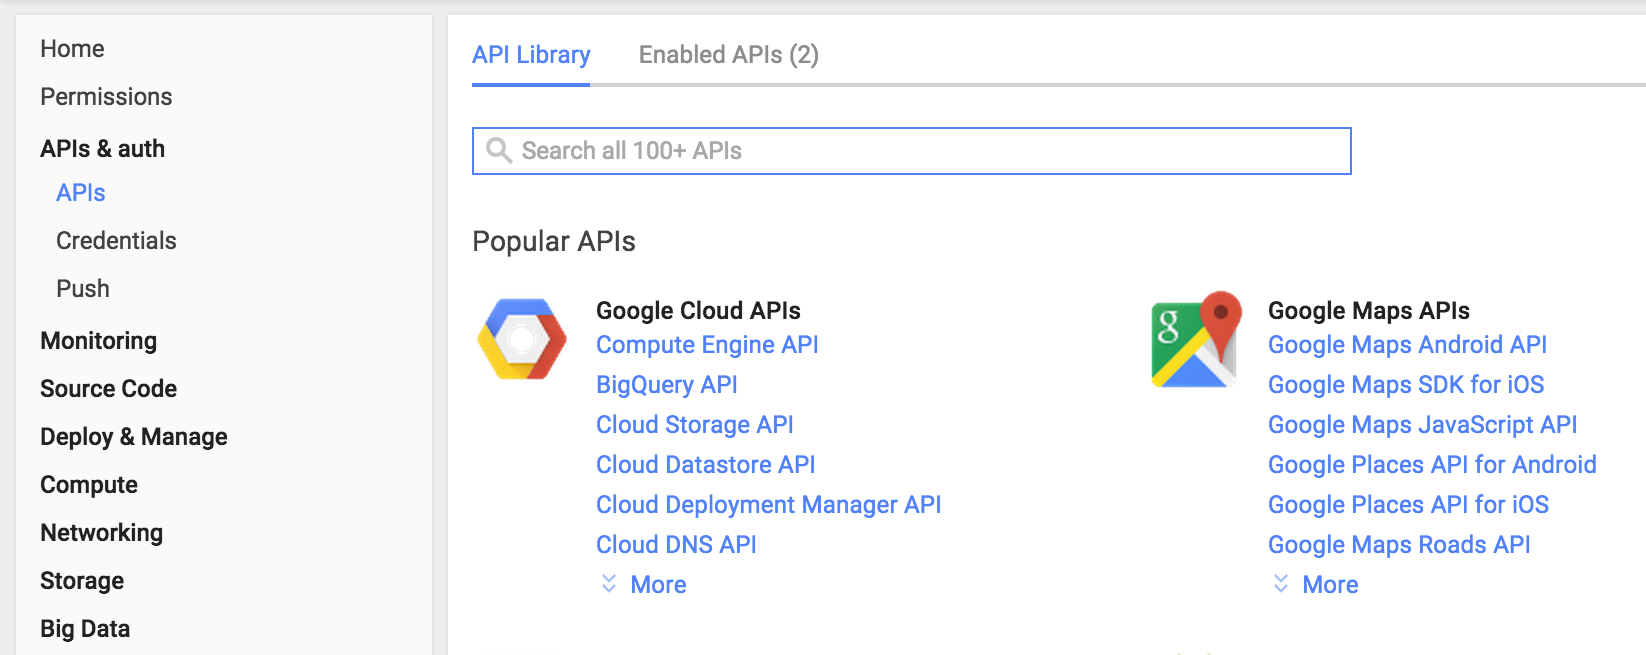 Home
Permissions
APIs & auth
APIs
Credentials
Push
Monitoring
Source Code
Deploy & Manage
Compute
Networking
Storage
Big Data
API Library
Enabled APIs (2)
Search all 100+ APIs
Popular APIs
Google Cloud APIs
Compute Engine API
BigQuery API
Cloud Storage API
Cloud Datastore API
Cloud Deployment Manager API
Cloud DNS API
More
g
Google Maps APIs
Google Maps Android API
Google Maps SDK for iOS
Google Maps JavaScript API
Google Places API for Android
Google Places API for iOS
Google Maps Roads API
More